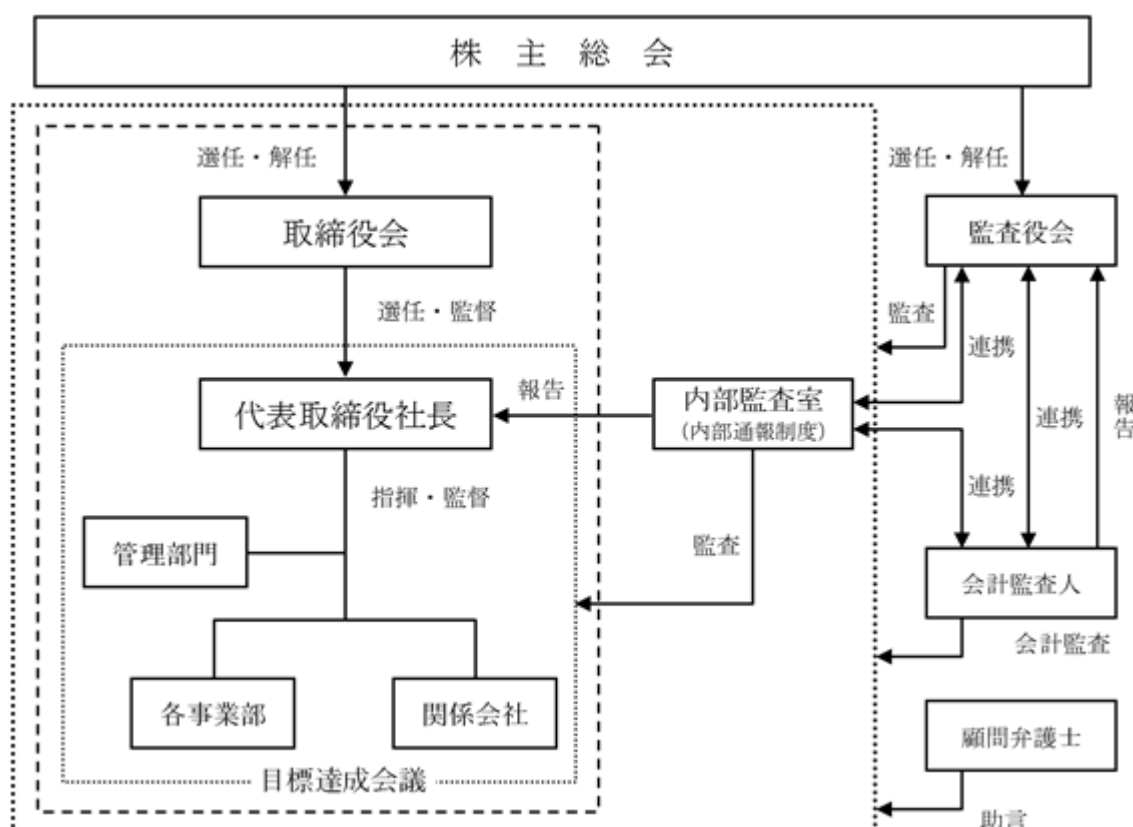 株主総会
選任・解任
選任・解任
取締役会
監査役会
選任・監督
監査
連携
代表取締役社長
報告
内部監査室
(内部通報制度)
連携
報告
指揮・監督
連携
管理部門
監査
会計監査人
会計監査
各事業部
関係会社
顧問弁護士
目標達成会議
助言